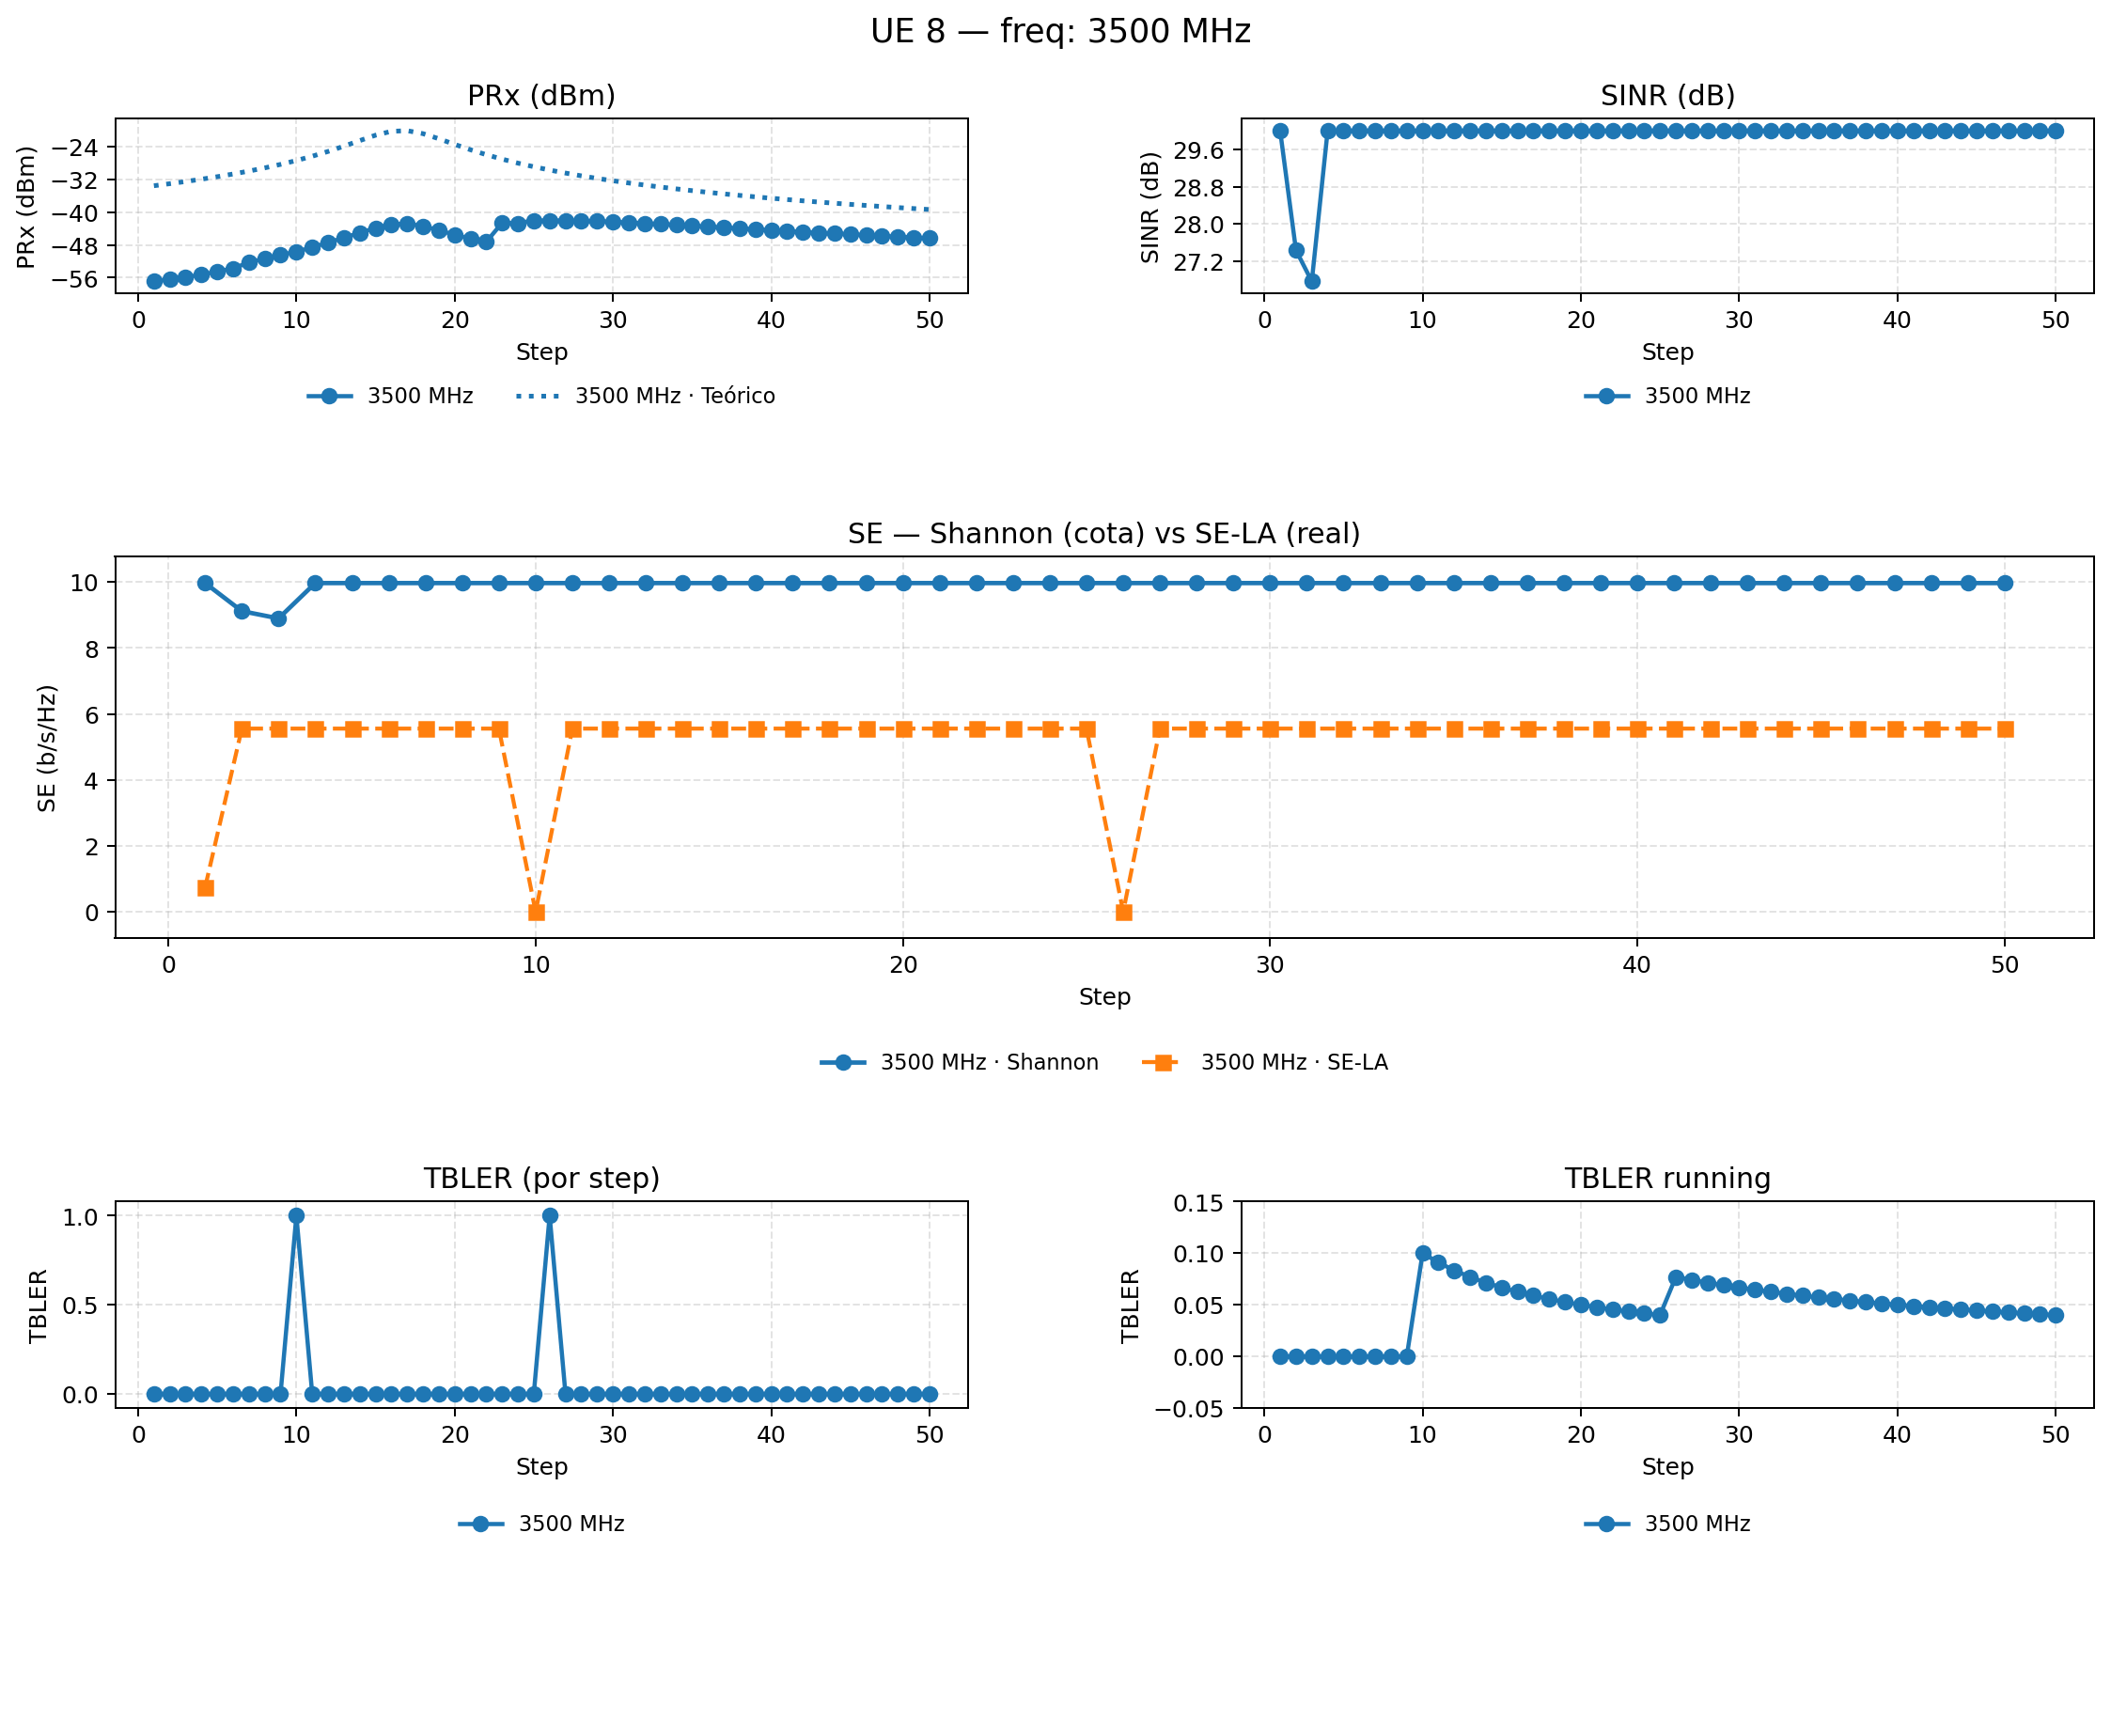 UE 8 — freq: 3500 MHz
PRx (dBm)
PRx (dBm)
−24
−32
−40
−48
−56
0 10 20 30 40 50
Step
3500 MHz 3500 MHz · Teórico
SINR (dB)
SINR (dB)
29.6
28.8
28.0
27.2
0 10 20 30 40 50
Step
3500 MHz
SE — Shannon (cota) vs SE-LA (real)
SE (b/s/Hz)
10
8
6
4
2
0
0 10 20 30 40 50
Step
3500 MHz · Shannon 3500 MHz · SE-LA
TBLER (por step)
TBLER
1.0
0.5
0.0
0 10 20 30 40 50
Step
3500 MHz
TBLER running
TBLER
0.15
0.10
0.05
0.00
−0.05
0 10 20 30 40 50
Step
3500 MHz